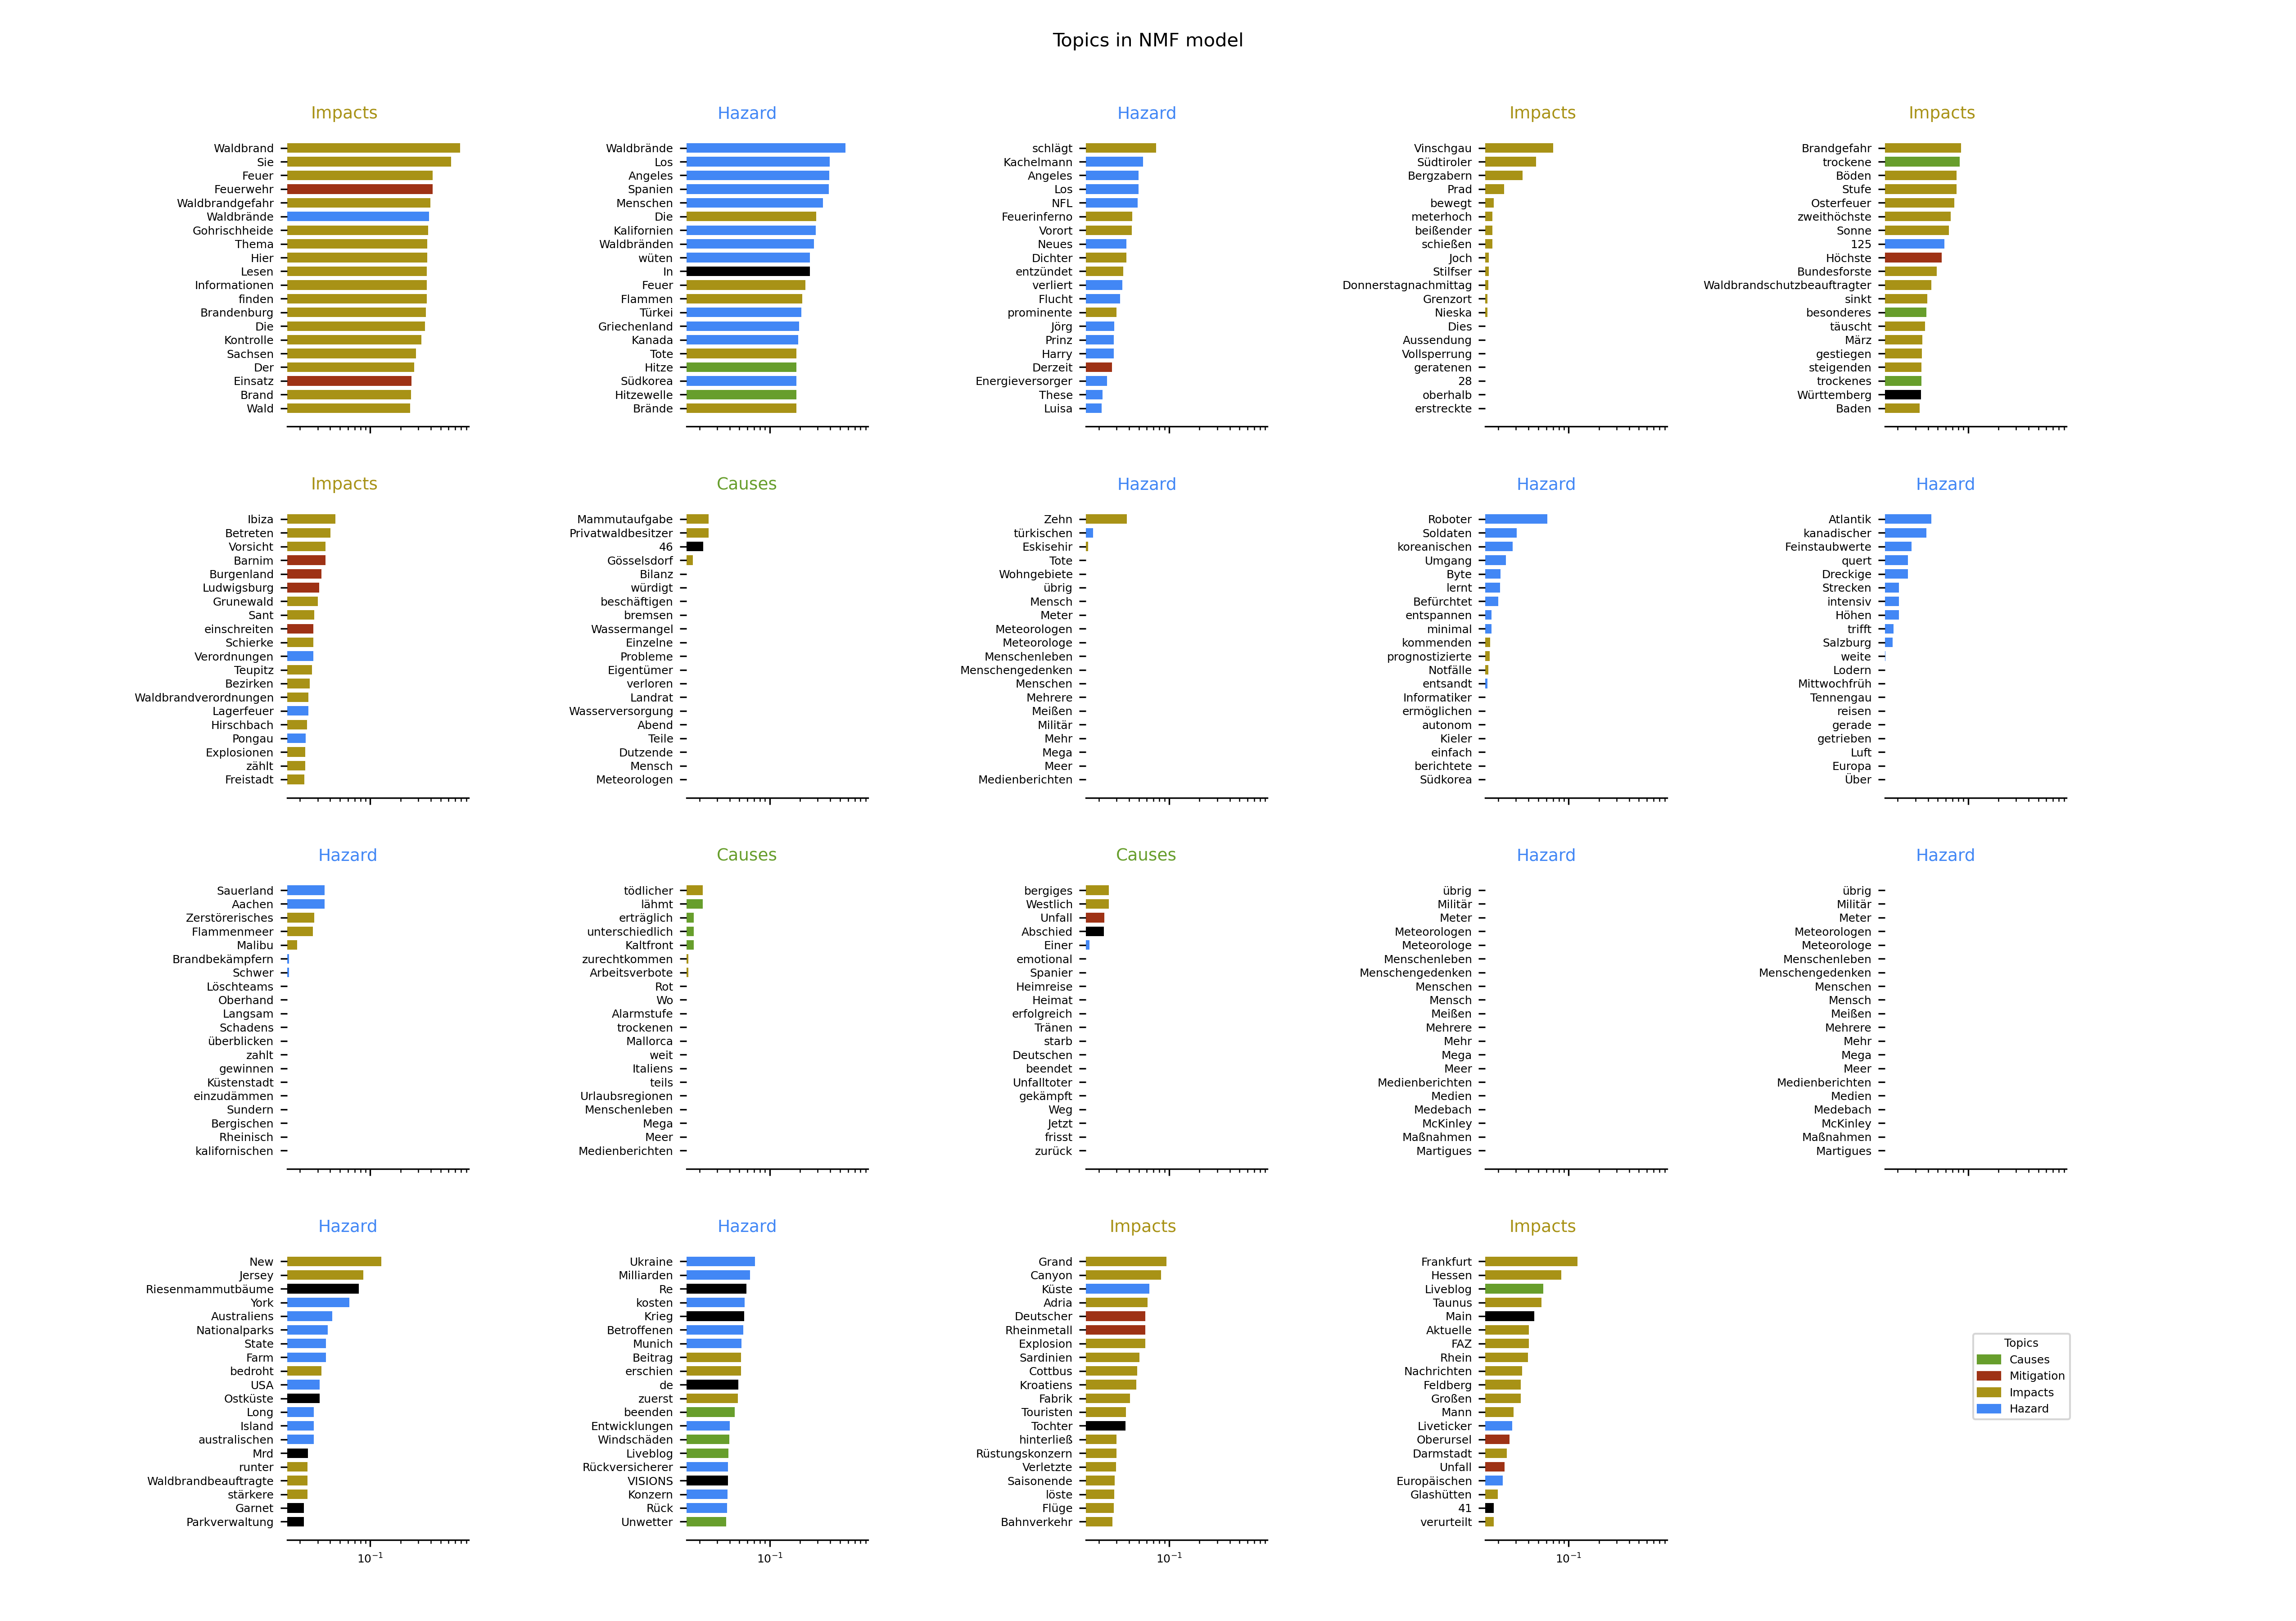 Topics in NMF model
Impacts
Waldbrand
Sie
Feuer
Feuerwehr
Waldbrandgefahr
Waldbrände
Gohrischheide
Thema
Hier
Lesen
Informationen
finden
Brandenburg
Die
Kontrolle
Sachsen
Der
Einsatz
Brand
Wald
Hazard
Waldbrände
Los
Angeles
Spanien
Menschen
Die
Kalifornien
Waldbränden
wüten
In
Feuer
Flammen
Türkei
Griechenland
Kanada
Tote
Hitze
Südkorea
Hitzewelle
Brände
Hazard
schlägt
Kachelmann
Angeles
Los
NFL
Feuerinferno
Vorort
Neues
Dichter
entzündet
verliert
Flucht
prominente
Jörg
Prinz
Harry
Derzeit
Energieversorger
These
Luisa
Impacts
Vinschgau
Südtiroler
Bergzabern
Prad
bewegt
meterhoch
beißender
schießen
Joch
Stilfser
Donnerstagnachmittag
Grenzort
Nieska
Dies
Aussendung
Vollsperrung
geratenen
28
oberhalb
erstreckte
Impacts
Brandgefahr
trockene
Böden
Stufe
Osterfeuer
zweithöchste
Sonne
125
Höchste
Bundesforste
Waldbrandschutzbeauftragter
sinkt
besonderes
täuscht
März
gestiegen
steigenden
trockenes
Württemberg
Baden
Impacts
Ibiza
Betreten
Vorsicht
Barnim
Burgenland
Ludwigsburg
Grunewald
Sant
einschreiten
Schierke
Verordnungen
Teupitz
Bezirken
Waldbrandverordnungen
Lagerfeuer
Hirschbach
Pongau
Explosionen
zählt
Freistadt
Causes
Mammutaufgabe
Privatwaldbesitzer
46
Gösselsdorf
Bilanz
würdigt
beschäftigen
bremsen
Wassermangel
Einzelne
Probleme
Eigentümer
verloren
Landrat
Wasserversorgung
Abend
Teile
Dutzende
Mensch
Meteorologen
Hazard
Zehn
türkischen
Eskisehir
Tote
Wohngebiete
übrig
Mensch
Meter
Meteorologen
Meteorologe
Menschenleben
Menschengedenken
Menschen
Mehrere
Meißen
Militär
Mehr
Mega
Meer
Medienberichten
Hazard
Roboter
Soldaten
koreanischen
Umgang
Byte
lernt
Befürchtet
entspannen
minimal
kommenden
prognostizierte
Notfälle
entsandt
Informatiker
ermöglichen
autonom
Kieler
einfach
berichtete
Südkorea
Hazard
Atlantik
kanadischer
Feinstaubwerte
quert
Dreckige
Strecken
intensiv
Höhen
trifft
Salzburg
weite
Lodern
Mittwochfrüh
Tennengau
reisen
gerade
getrieben
Luft
Europa
Über
Hazard
Sauerland
Aachen
Zerstörerisches
Flammenmeer
Malibu
Brandbekämpfern
Schwer
Löschteams
Oberhand
Langsam
Schadens
überblicken
zahlt
gewinnen
Küstenstadt
einzudämmen
Sundern
Bergischen
Rheinisch
kalifornischen
Causes
tödlicher
lähmt
erträglich
unterschiedlich
Kaltfront
zurechtkommen
Arbeitsverbote
Rot
Wo
Alarmstufe
trockenen
Mallorca
weit
Italiens
teils
Urlaubsregionen
Menschenleben
Mega
Meer
Medienberichten
Causes
bergiges
Westlich
Unfall
Abschied
Einer
emotional
Spanier
Heimreise
Heimat
erfolgreich
Tränen
starb
Deutschen
beendet
Unfalltoter
gekämpft
Weg
Jetzt
frisst
zurück
Hazard
übrig
Militär
Meter
Meteorologen
Meteorologe
Menschenleben
Menschengedenken
Menschen
Mensch
Meißen
Mehrere
Mehr
Mega
Meer
Medienberichten
Medien
Medebach
McKinley
Maßnahmen
Martigues
Hazard
übrig
Militär
Meter
Meteorologen
Meteorologe
Menschenleben
Menschengedenken
Menschen
Mensch
Meißen
Mehrere
Mehr
Mega
Meer
Medienberichten
Medien
Medebach
McKinley
Maßnahmen
Martigues
Hazard
New
Jersey
Riesenmammutbäume
York
Australiens
Nationalparks
State
Farm
bedroht
USA
Ostküste
Long
Island
australischen
Mrd
runter
Waldbrandbeauftragte
stärkere
Garnet
Parkverwaltung
10⁻¹
Hazard
Ukraine
Milliarden
Re
kosten
Krieg
Betroffenen
Munich
Beitrag
erschien
de
zuerst
beenden
Entwicklungen
Windschäden
Liveblog
Rückversicherer
VISIONS
Konzern
Rück
Unwetter
10⁻¹
Impacts
Grand
Canyon
Küste
Adria
Deutscher
Rheinmetall
Explosion
Sardinien
Cottbus
Kroatiens
Fabrik
Touristen
Tochter
hinterließ
Rüstungskonzern
Verletzte
Saisonende
löste
Flüge
Bahnverkehr
10⁻¹
Impacts
Frankfurt
Hessen
Liveblog
Taunus
Main
Aktuelle
FAZ
Rhein
Nachrichten
Feldberg
Großen
Mann
Liveticker
Oberursel
Darmstadt
Unfall
Europäischen
Glashütten
41
verurteilt
10⁻¹
Topics
Causes
Mitigation
Impacts
Hazard